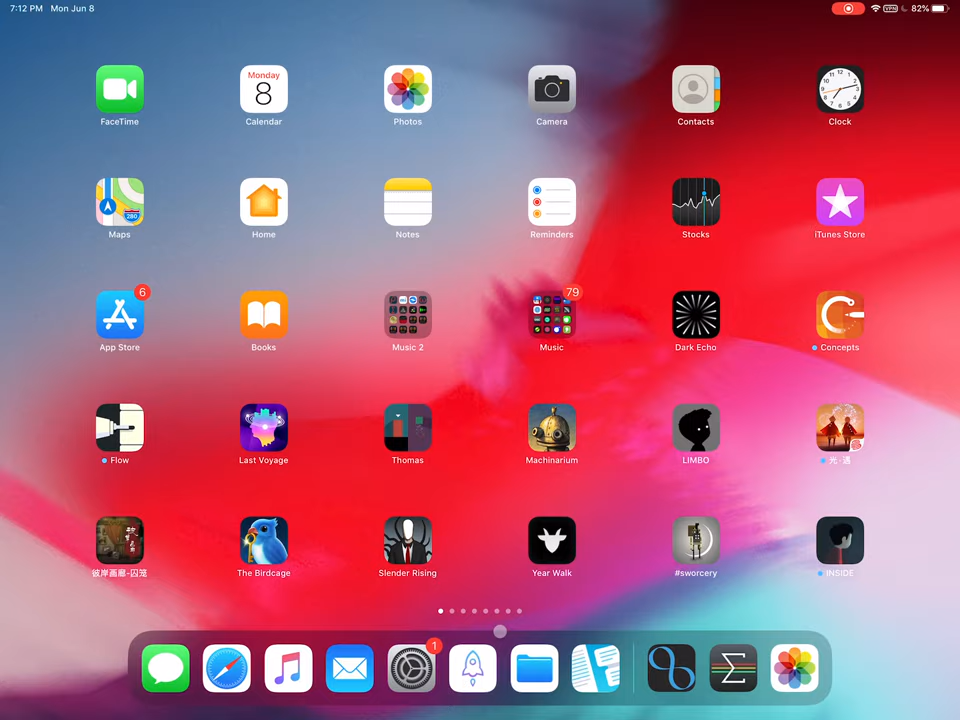 7:12 PM Mon Jun 8
VPN 82%
Monday
8
FaceTime
Calendar
Photos
Camera
Contacts
Clock
280
Maps
Home
Notes
Reminders
Stocks
iTunes Store
6
79
App Store
Books
Music 2
Music
Dark Echo
Concepts
Flow
Last Voyage
Thomas
Machinarium
LIMBO
光·遇
彼岸画廊-囚笼
The Birdcage
Slender Rising
Year Walk
#sworcery
INSIDE
1